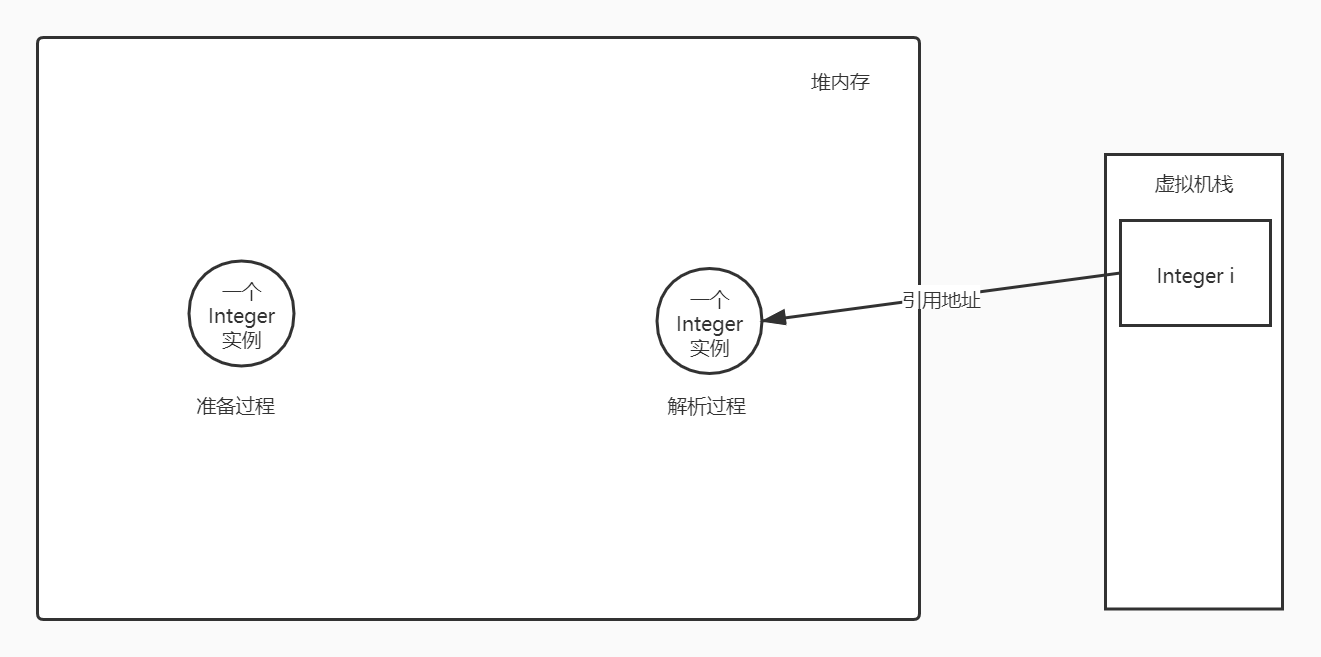 堆内存
虚拟机栈
一个
Integer
实例
准备过程
一个
Integer
实例
解析过程
引用地址
Integer i